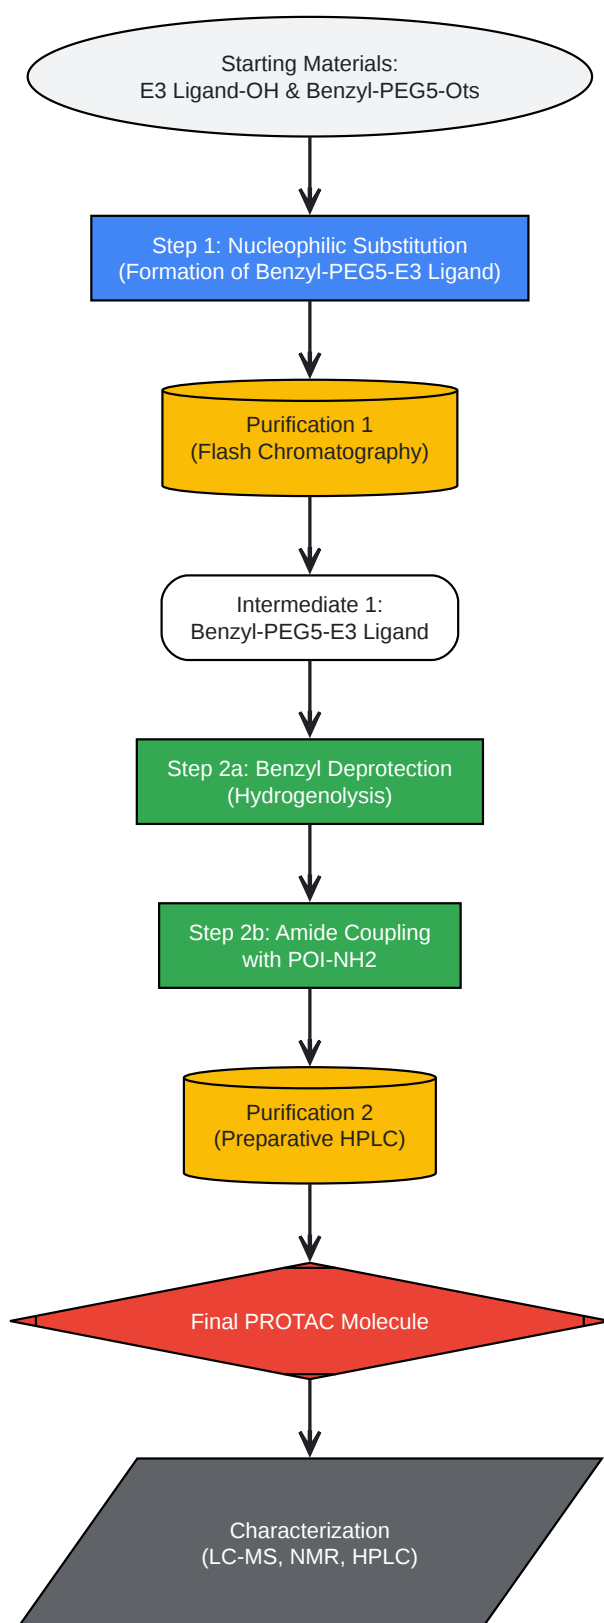 Starting Materials:
E3 Ligand-OH & Benzyl-PEG5-Ots
Step 1: Nucleophilic Substitution
(Formation of Benzyl-PEG5-E3 Ligand)
Purification 1
(Flash Chromatography)
Intermediate 1:
Benzyl-PEG5-E3 Ligand
Step 2a: Benzyl Deprotection
(Hydrogenolysis)
Step 2b: Amide Coupling
with POI-NH2
Purification 2
(Preparative HPLC)
Final PROTAC Molecule
Characterization
(LC-MS, NMR, HPLC)